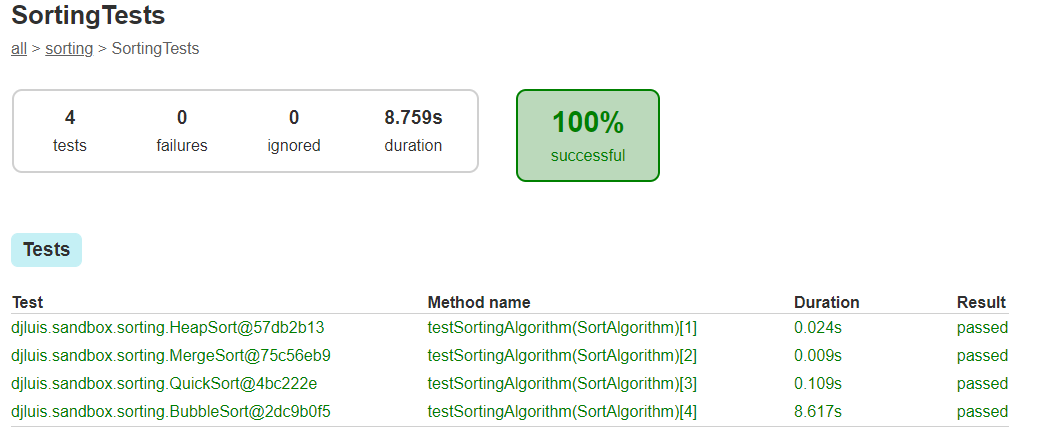 SortingTests
all > sorting > SortingTests
4 0 0 8.759s
tests failures ignored duration
100%
successful
Tests
Test Method name Duration Result
djluis.sandbox.sorting.HeapSort@57db2b13 testSortingAlgorithm(SortAlgorithm)[1] 0.024s passed
djluis.sandbox.sorting.MergeSort@75c56eb9 testSortingAlgorithm(SortAlgorithm)[2] 0.009s passed
djluis.sandbox.sorting.QuickSort@4bc222e testSortingAlgorithm(SortAlgorithm)[3] 0.109s passed
djluis.sandbox.sorting.BubbleSort@2dc9b0f5 testSortingAlgorithm(SortAlgorithm)[4] 8.617s passed